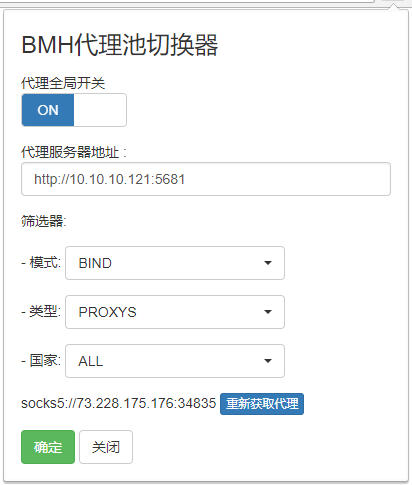 BMH代理池切换器
代理全局开关
ON
代理服务器地址 :
http://10.10.10.121:5681
筛选器:
- 模式: BIND
- 类型: PROXYS
- 国家: ALL
socks5://73.228.175.176:34835 重新获取代理
确定 关闭